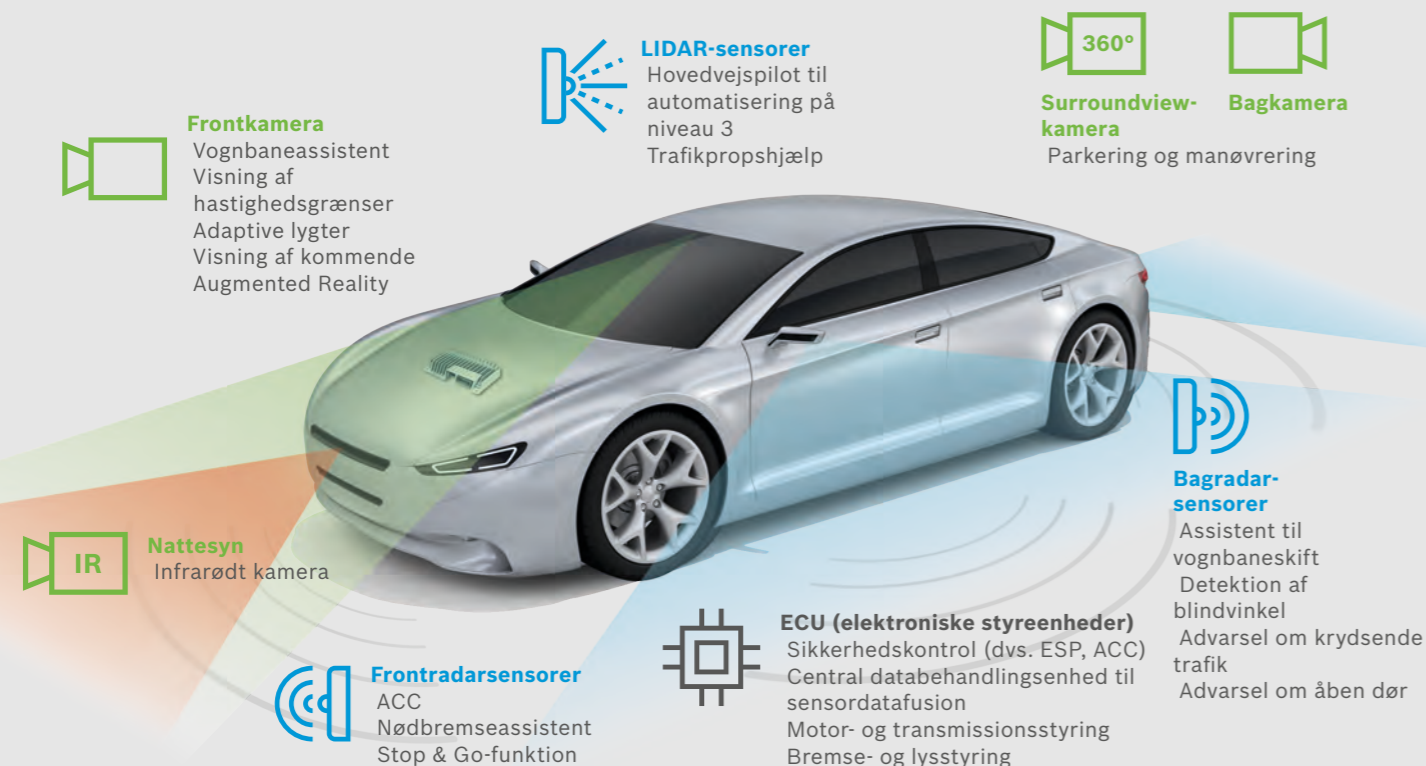 LIDAR-sensorer
Hovedvejspilot til
automatisering på
niveau 3
Trafikpropshjælp
360°
Surroundview-
kamera
Parkering og manøvrering
Bagkamera
Frontkamera
Vognbaneassistent
Visning af
hastighedsgrænser
Adaptive lygter
Visning af kommende
Augmented Reality
IR
Nattesyn
Infrarødt kamera
Bagradar-
sensorer
Assistent til
vognbaneskift
Detektion af
blindvinkel
Advarsel om krydsende
trafik
Advarsel om åben dør
Frontradarsensorer
ACC
Nødbremseassistent
Stop & Go-funktion
ECU (elektroniske styreenheder)
Sikkerhedskontrol (dvs. ESP, ACC)
Central databehandlingsenhed til
sensordatafusion
Motor- og transmissionsstyring
Bremse- og lysstyring